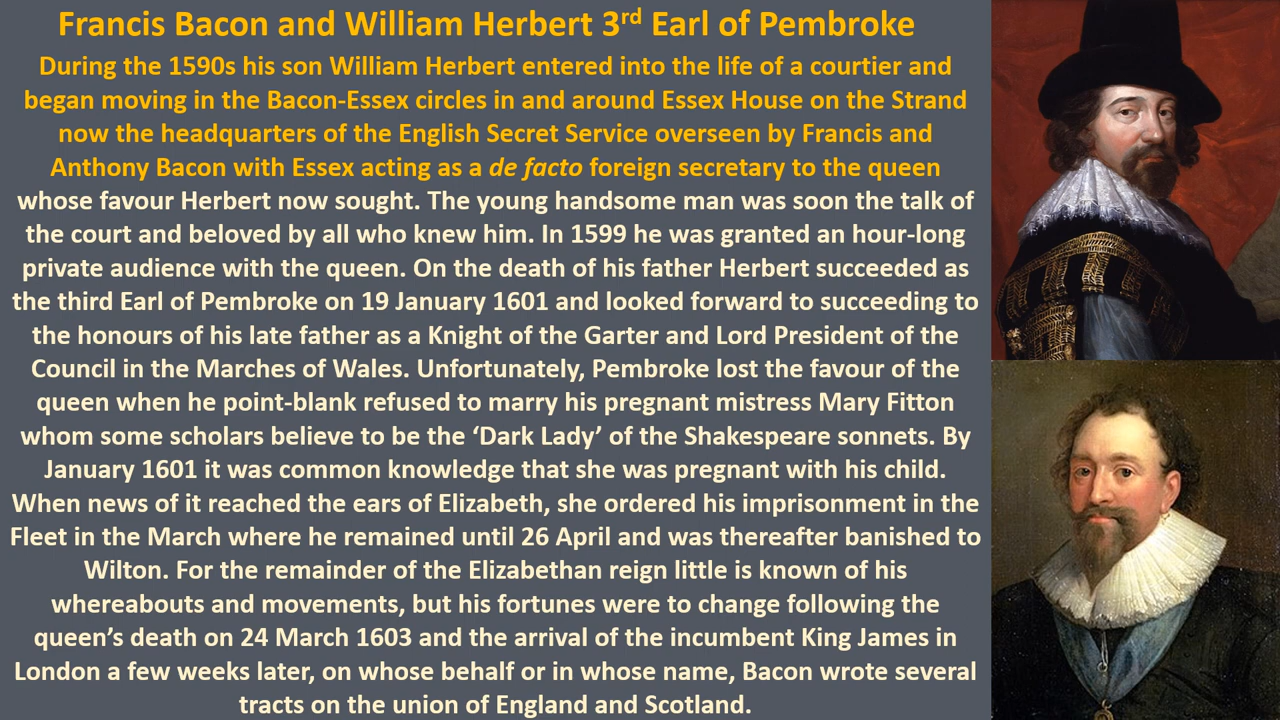 Francis Bacon and William Herbert 3rd Earl of Pembroke
During the 1590s his son William Herbert entered into the life of a courtier and
began moving in the Bacon-Essex circles in and around Essex House on the Strand
now the headquarters of the English Secret Service overseen by Francis and
Anthony Bacon with Essex acting as a de facto foreign secretary to the queen
whose favour Herbert now sought. The young handsome man was soon the talk of
the court and beloved by all who knew him. In 1599 he was granted an hour-long
private audience with the queen. On the death of his father Herbert succeeded as
the third Earl of Pembroke on 19 January 1601 and looked forward to succeeding to
the honours of his late father as a Knight of the Garter and Lord President of the
Council in the Marches of Wales. Unfortunately, Pembroke lost the favour of the
queen when he point-blank refused to marry his pregnant mistress Mary Fitton
whom some scholars believe to be the ‘Dark Lady’ of the Shakespeare sonnets. By
January 1601 it was common knowledge that she was pregnant with his child.
When news of it reached the ears of Elizabeth, she ordered his imprisonment in the
Fleet in the March where he remained until 26 April and was thereafter banished to
Wilton. For the remainder of the Elizabethan reign little is known of his
whereabouts and movements, but his fortunes were to change following the
queen’s death on 24 March 1603 and the arrival of the incumbent King James in
London a few weeks later, on whose behalf or in whose name, Bacon wrote several
tracts on the union of England and Scotland.